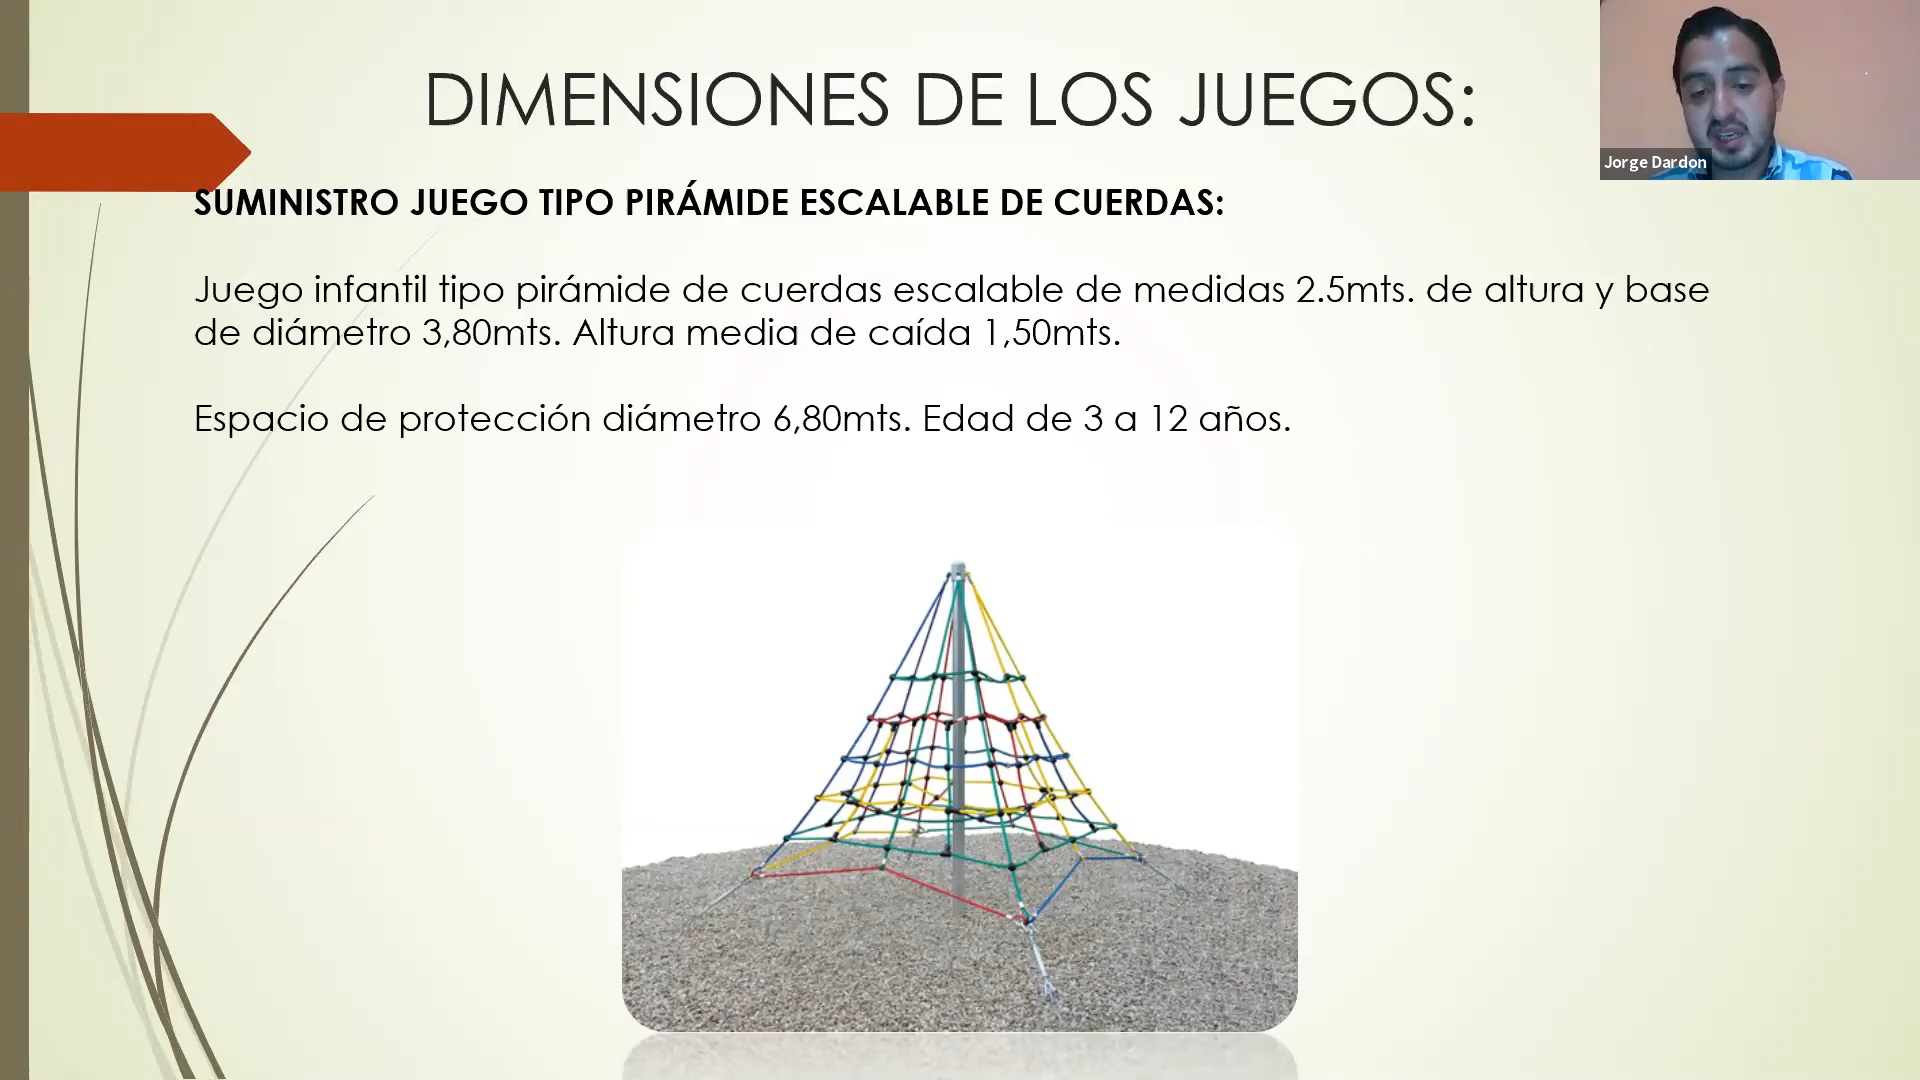 DIMENSIONES DE LOS JUEGOS:
Jorge Dardon
SUMINISTRO JUEGO TIPO PIRÁMIDE ESCALABLE DE CUERDAS:
Juego infantil tipo pirámide de cuerdas escalable de medidas 2.5mts. de altura y base
de diámetro 3,80mts. Altura media de caída 1,50mts.
Espacio de protección diámetro 6,80mts. Edad de 3 a 12 años.